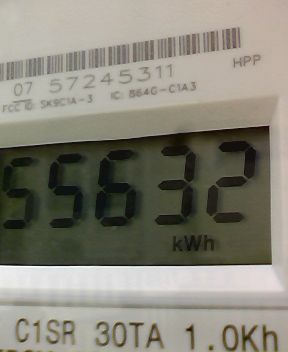 HPP
07 57245311
FCC ID: SK9C1A-3 IC: 864G-C1A3
55632
kWh
C1SR 30TA 1.0Kh